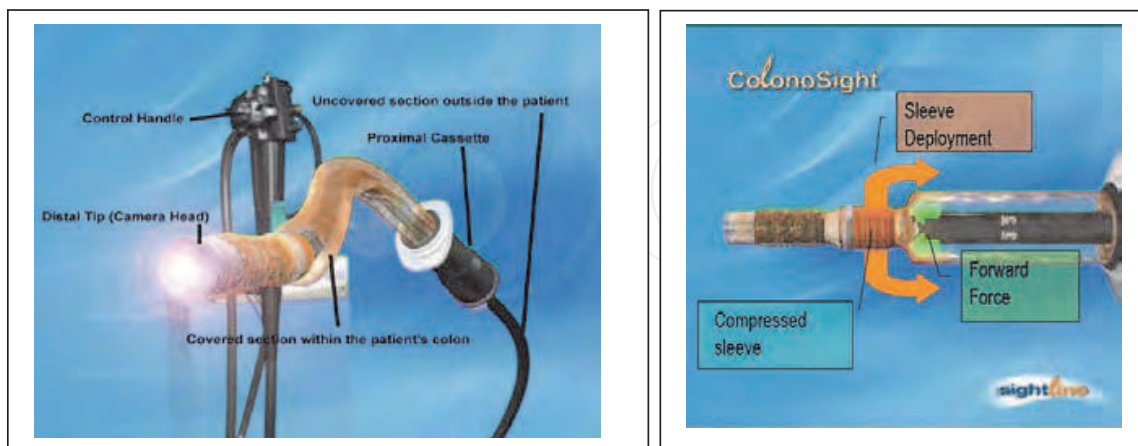 Control Handle
Uncovered section outside the patient
Proximal Cassette
Distal Tip (Camera Head)
Covered section within the patient's colon
ColonoSight
Sleeve
Deployment
Forward
Force
Compressed
sleeve
sightline